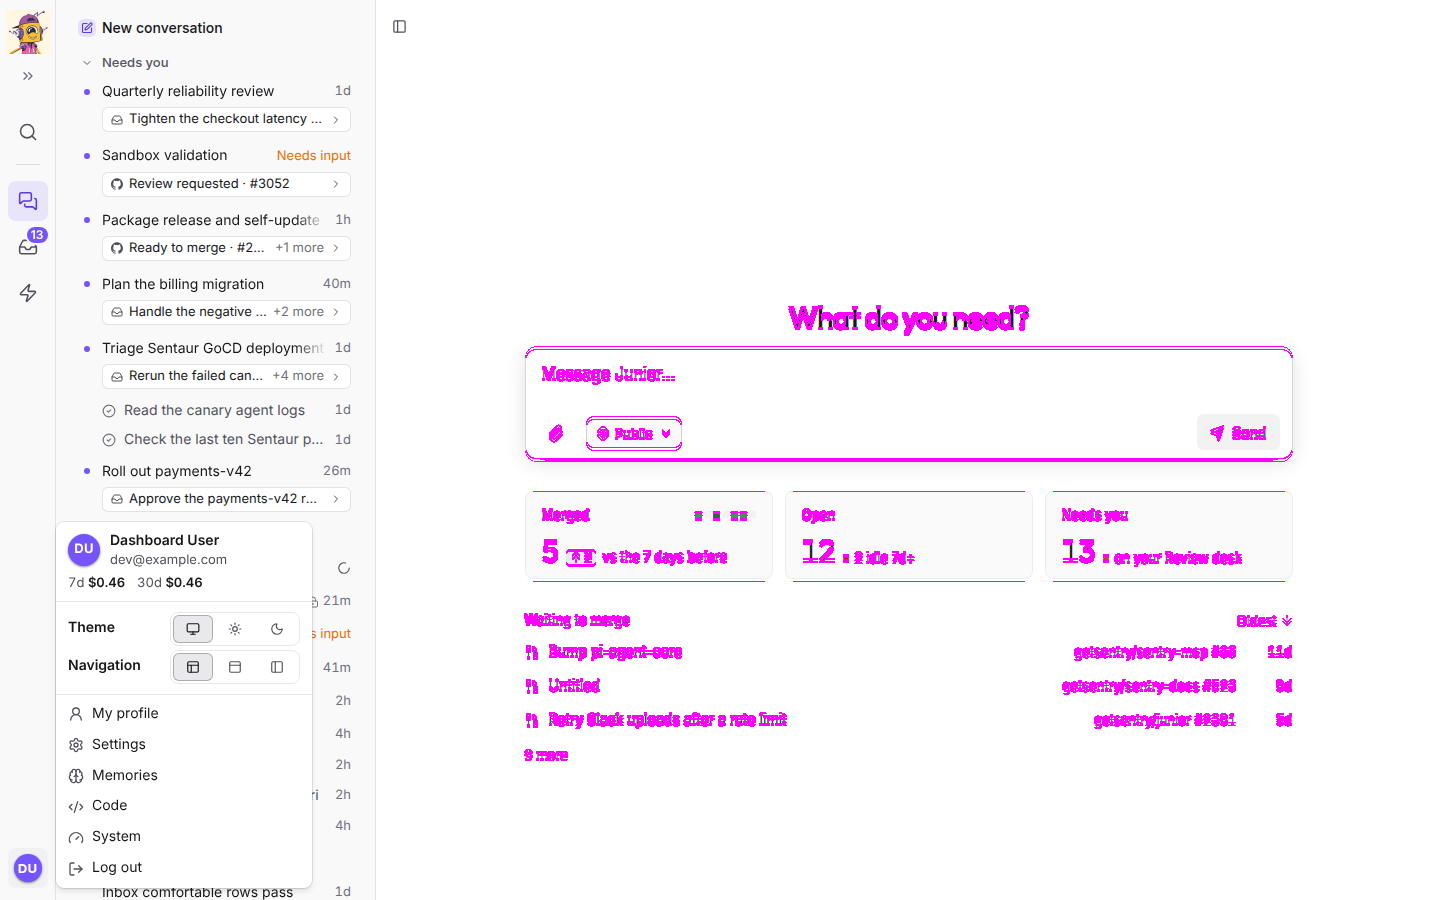 New conversation
Needs you
Quarterly reliability review 1d
Tighten the checkout latency ...
Sandbox validation Needs input
Review requested · #3052
Package release and self-update 1h
Ready to merge · #2... +1 more
13
Plan the billing migration 40m
Handle the negative ... +2 more
Triage Sentaur GoCD deployment 1d
Rerun the failed can... +4 more
Read the canary agent logs 1d
Check the last ten Sentaur p... 1d
Roll out payments-v42 26m
Approve the payments-v42 r...
DU Dashboard User
dev@example.com
7d $0.46 30d $0.46
21m
Theme
s input
Navigation
41m
2h
My profile
4h
Settings
2h
Memories
ri 2h
Code
4h
System
Log out
DU
Inbox comfortable rows pass 1d
What do you need?
Message Junior...
Public
Send
Merged
5 vs the 7 days before
Open
12 · 2 idle 7d+
Needs you
13 · on your Review desk
Waiting to merge
Oldest
Bump pi-agent-core getsentry/sentry-mcp 11d
Untitled getsentry/sentry-docs 9d
Retry Slack uploads after a rate limit getsentry/junior 5d
9 more